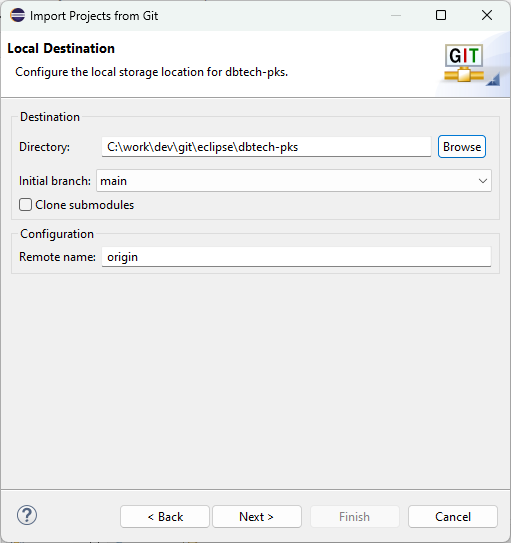 Import Projects from Git
Local Destination
Configure the local storage location for dbtech-pks.
GIT
Destination
Directory: C:\work\dev\git\eclipse\dbtech-pks Browse
Initial branch: main
Clone submodules
Configuration
Remote name: origin
? < Back Next > Finish Cancel